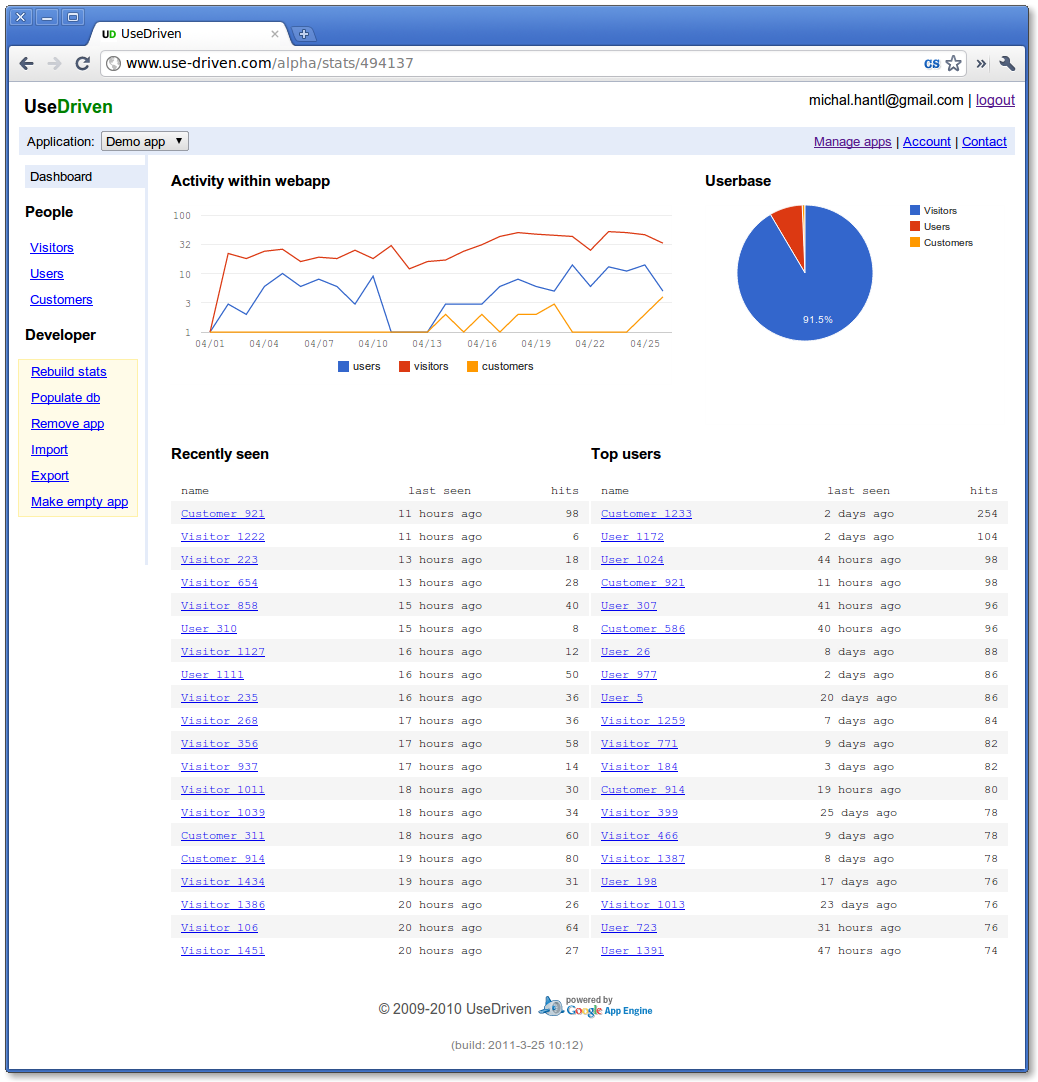 UD UseDriven
www.use-driven.com/alpha/stats/494137
CS
UseDriven
michal.hantl@gmail.com | logout
Application: Demo app
Manage apps | Account | Contact
Dashboard
People
Visitors
Users
Customers
Developer
Rebuild stats
Populate db
Remove app
Import
Export
Make empty app
Activity within webapp
100
32
10
3
1
04/01 04/04 04/07 04/10 04/13 04/16 04/19 04/22 04/25
users visitors customers
Userbase
Visitors
Users
Customers
91.5%
Recently seen
name last seen hits
Customer 921 11 hours ago 98
Visitor 1222 11 hours ago 6
Visitor 223 13 hours ago 18
Visitor 654 13 hours ago 28
Visitor 858 15 hours ago 40
User 310 15 hours ago 8
Visitor 1127 16 hours ago 12
User 1111 16 hours ago 50
Visitor 235 16 hours ago 36
Visitor 268 17 hours ago 36
Visitor 356 17 hours ago 58
Visitor 937 17 hours ago 14
Visitor 1011 18 hours ago 30
Visitor 1039 18 hours ago 34
Customer 311 18 hours ago 60
Customer 914 19 hours ago 80
Visitor 1434 19 hours ago 31
Visitor 1386 20 hours ago 26
Visitor 106 20 hours ago 64
Visitor 1451 20 hours ago 27
Top users
name last seen hits
Customer 1233 2 days ago 254
User 1172 2 days ago 104
User 1024 44 hours ago 98
Customer 921 11 hours ago 98
User 307 41 hours ago 96
Customer 586 40 hours ago 96
User 26 8 days ago 88
User 977 2 days ago 86
User 5 20 days ago 86
Visitor 1259 7 days ago 84
Visitor 771 9 days ago 82
Visitor 184 3 days ago 82
Customer 914 19 hours ago 80
Visitor 399 25 days ago 78
Visitor 466 9 days ago 78
Visitor 1387 8 days ago 78
User 198 17 days ago 76
Visitor 1013 23 days ago 76
User 723 31 hours ago 76
User 1391 47 hours ago 74
© 2009-2010 UseDriven
powered by
Google App Engine
(build: 2011-3-25 10:12)